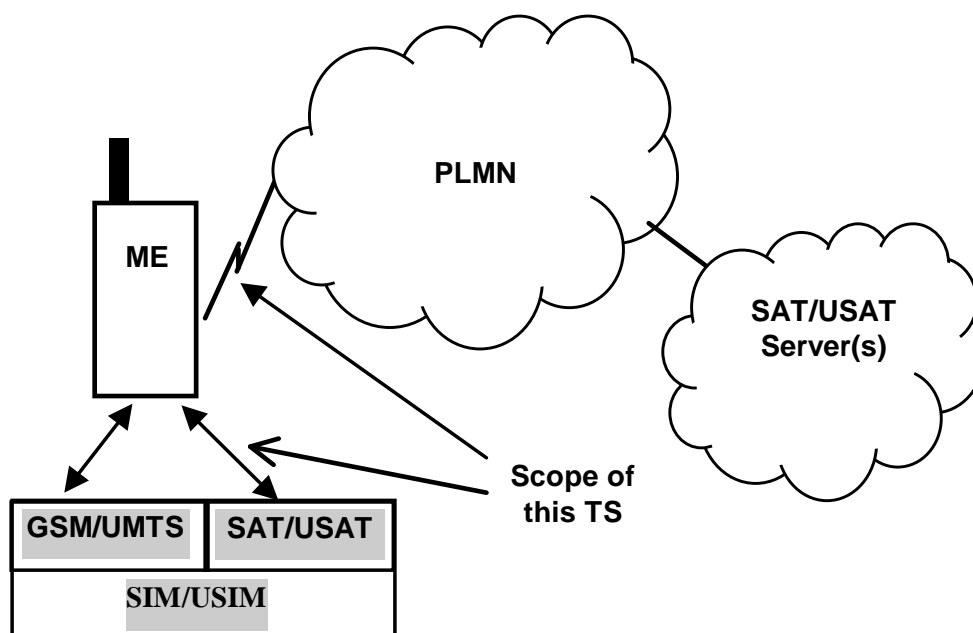 PLMN
ME
SAT/USAT
Server(s)
Scope of
this TS
GSM/UMTS
SAT/USAT
SIM/USIM